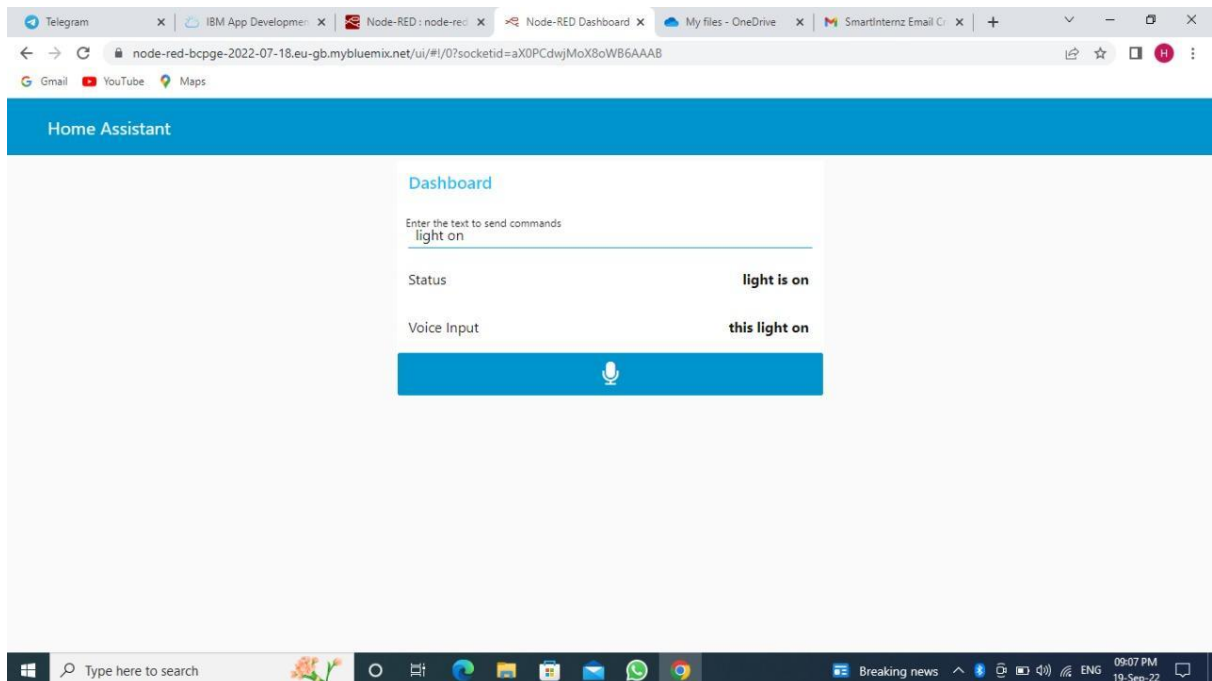 Telegram
IBM App Developmen
Node-RED : node-red
Node-RED Dashboard
My files - OneDrive
SmartInternz Email Cr
node-red-bcpge-2022-07-18.eu-gb.mybluemix.net/ui/#!/0?socketid=aX0PCdwjMoX8oWB6AAAB
H
Gmail YouTube Maps
Home Assistant
Dashboard
Enter the text to send commands
light on
Status light is on
Voice Input this light on
Type here to search
Breaking news ENG 09:07 PM
19-Sep-22